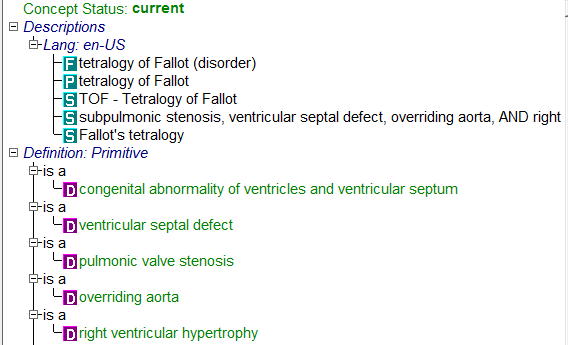 Concept Status: current
Descriptions
Lang: en-US
F tetralogy of Fallot (disorder)
P tetralogy of Fallot
S TOF - Tetralogy of Fallot
S subpulmonic stenosis, ventricular septal defect, overriding aorta, AND right
S Fallot's tetralogy
Definition: Primitive
is a
D congenital abnormality of ventricles and ventricular septum
is a
D ventricular septal defect
is a
D pulmonic valve stenosis
is a
D overriding aorta
is a
D right ventricular hypertrophy